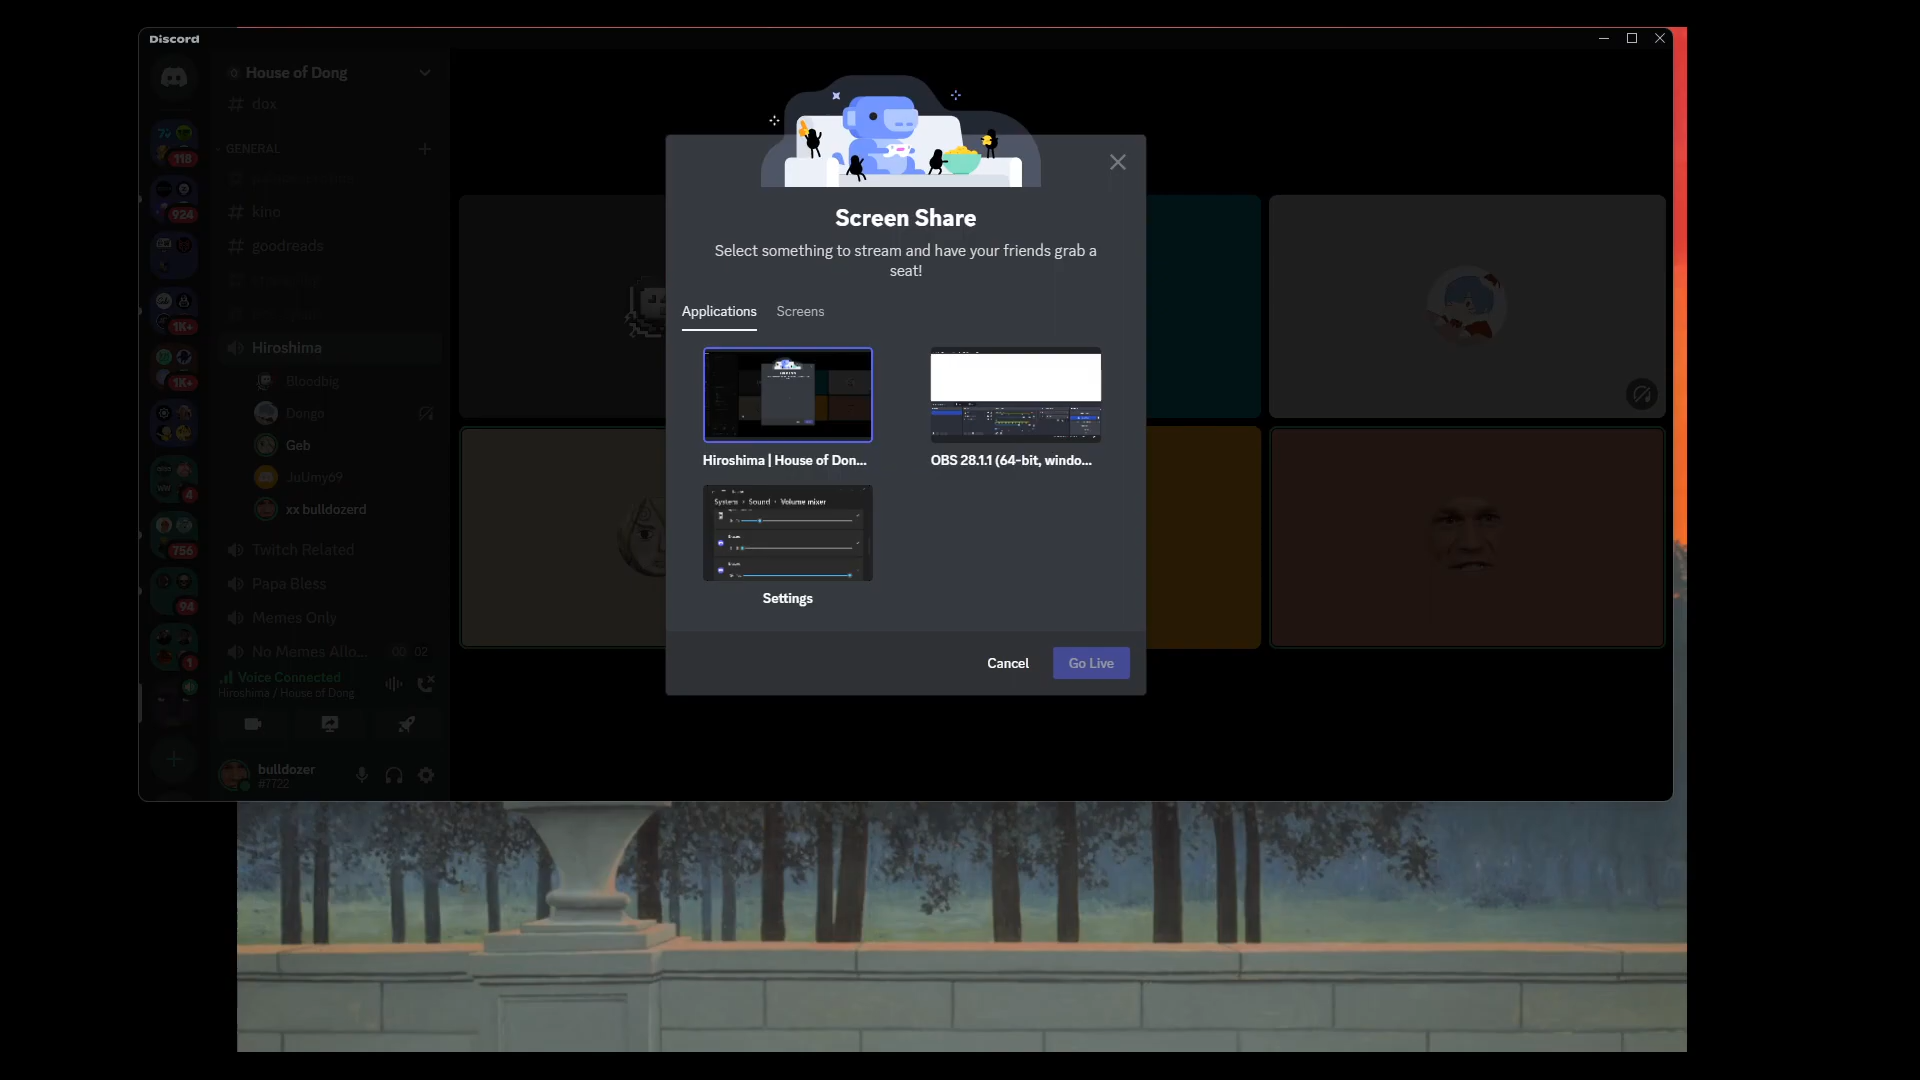 Discord
House of Dong
dox
118
GENERAL
924
kino
goodreads
1K+
Hiroshima
1K+
Bloodbig
Dongo
Geb
JuUmy69
4
xx bulldozerd
756
Twitch Related
Papa Bless
94
Memes Only
No Memes Allo...
00 02
1
Voice Connected
Hiroshima / House of Dong
bulldozer
#7722
Screen Share
Select something to stream and have your friends grab a
seat!
Applications
Screens
Hiroshima | House of Don...
OBS 28.1.1 (64-bit, windo...
System > Sound > Volume mixer
Settings
Cancel
Go Live